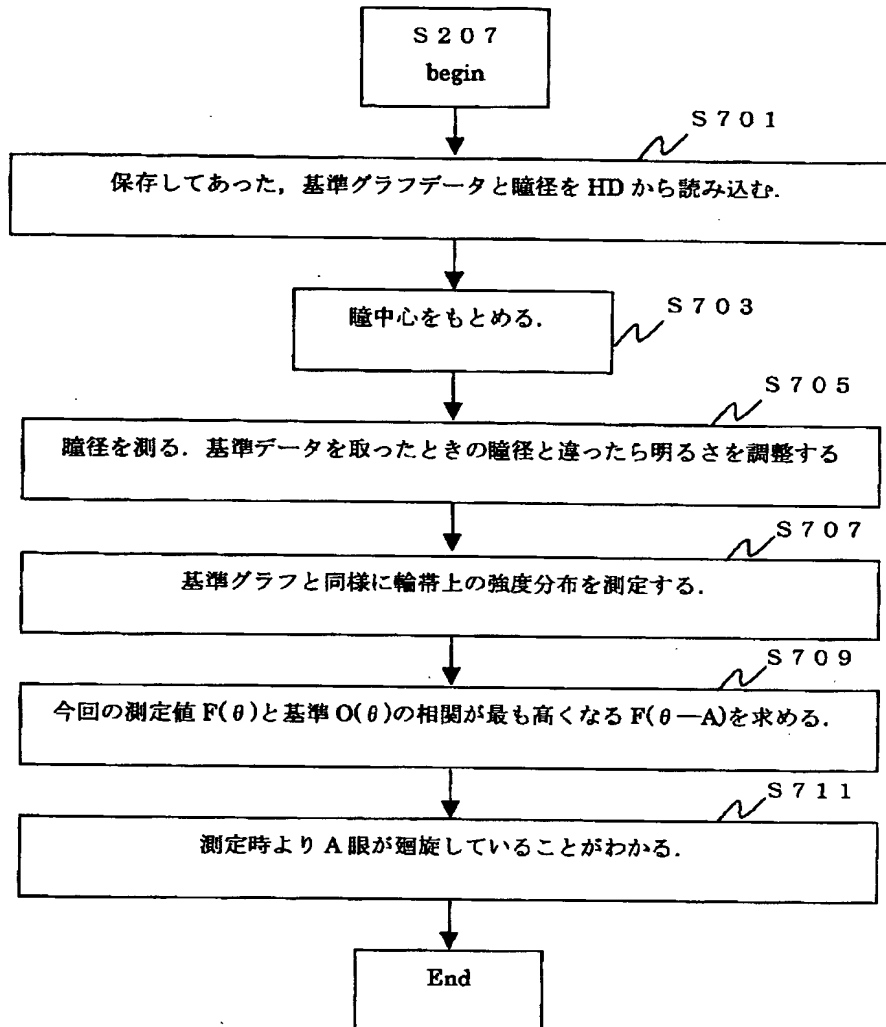 S207
begin
S701
保存してあった,基準グラフデータと瞳径を HD から読み込む.
瞳中心をもとめる.
S703
S705
瞳径を測る.基準データを取ったときの瞳径と違ったら明るさを調整する
S707
基準グラフと同様に輪帯上の強度分布を測定する.
S709
今回の測定値 F(θ)と基準 O(θ)の相関が最も高くなる F(θ—A)を求める.
S711
測定時より A 眼が廻旋していることがわかる.
End